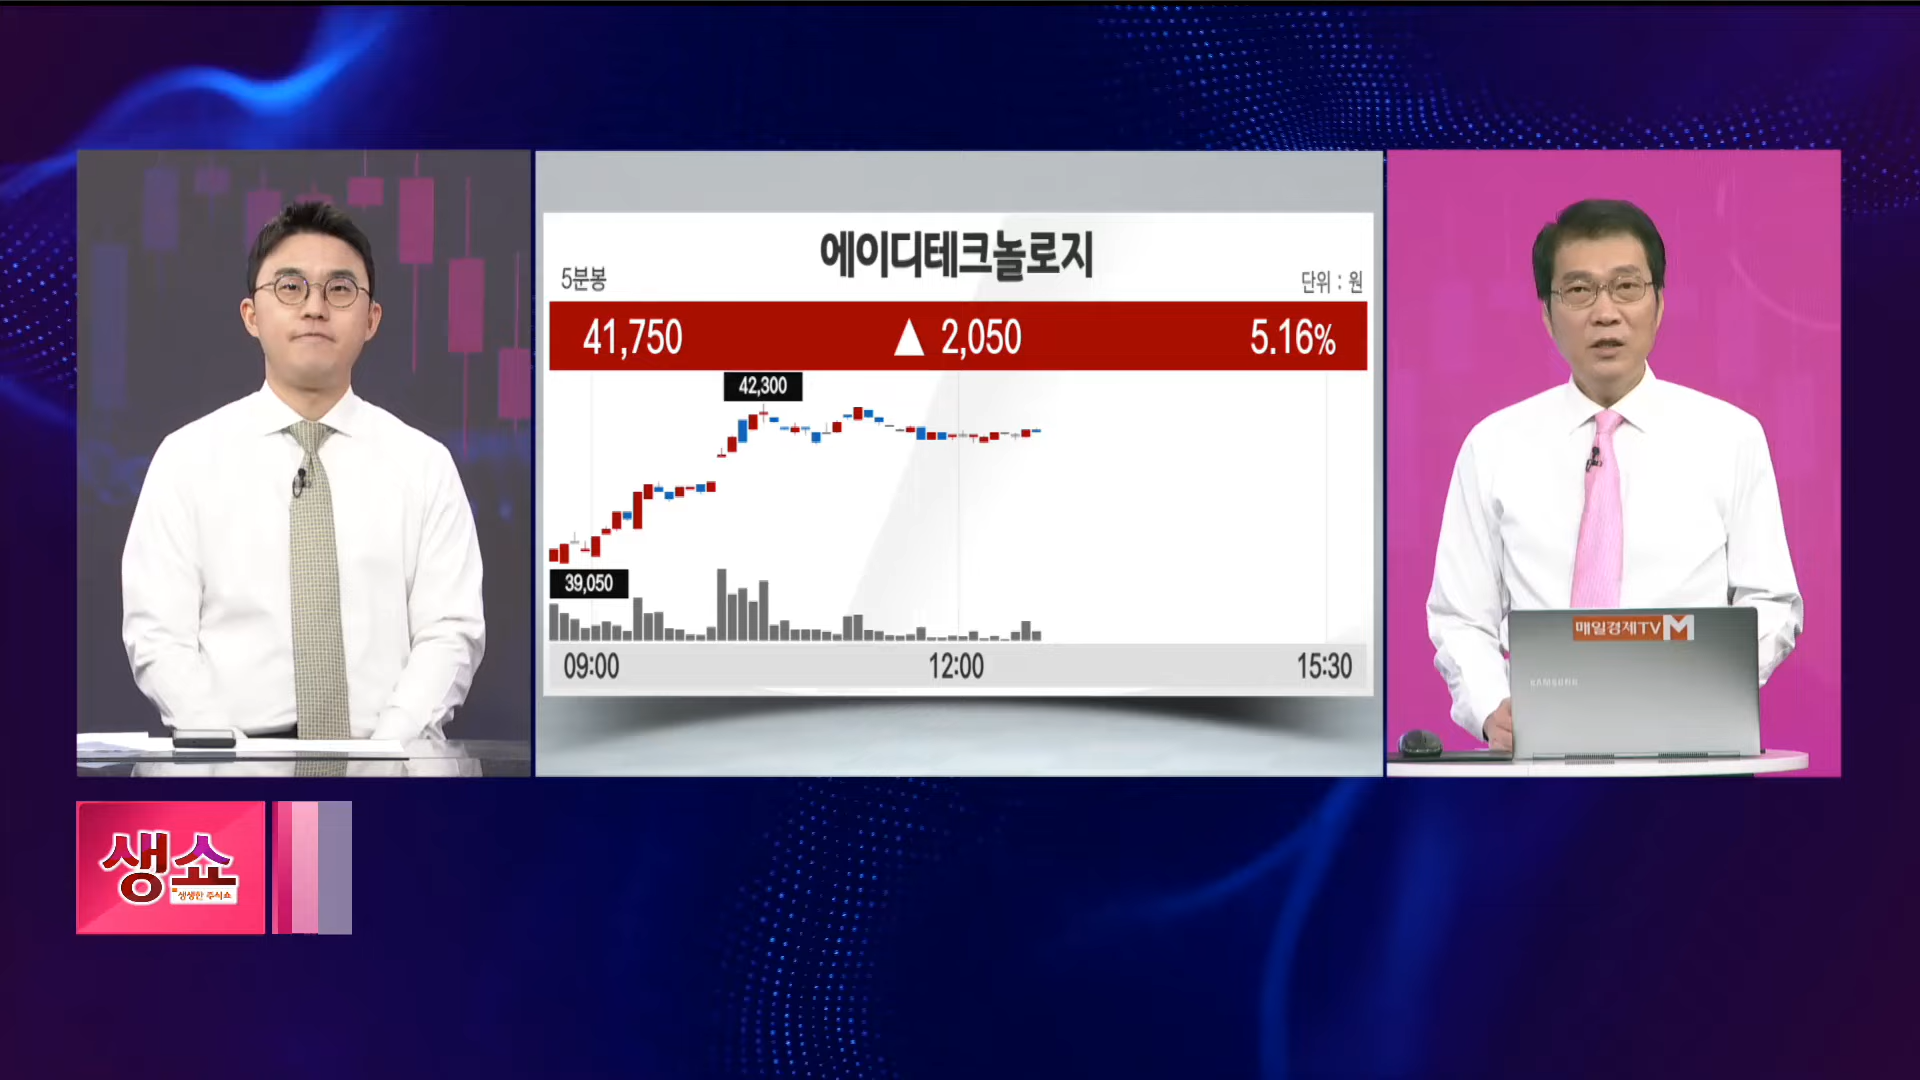 에이디테크놀로지
5분봉
단위 : 원
41,750 ▲ 2,050 5.16%
42,300
39,050
09:00 12:00 15:30
매일경제TV M
SAMSUNG
생쇼
생생한 주식쇼